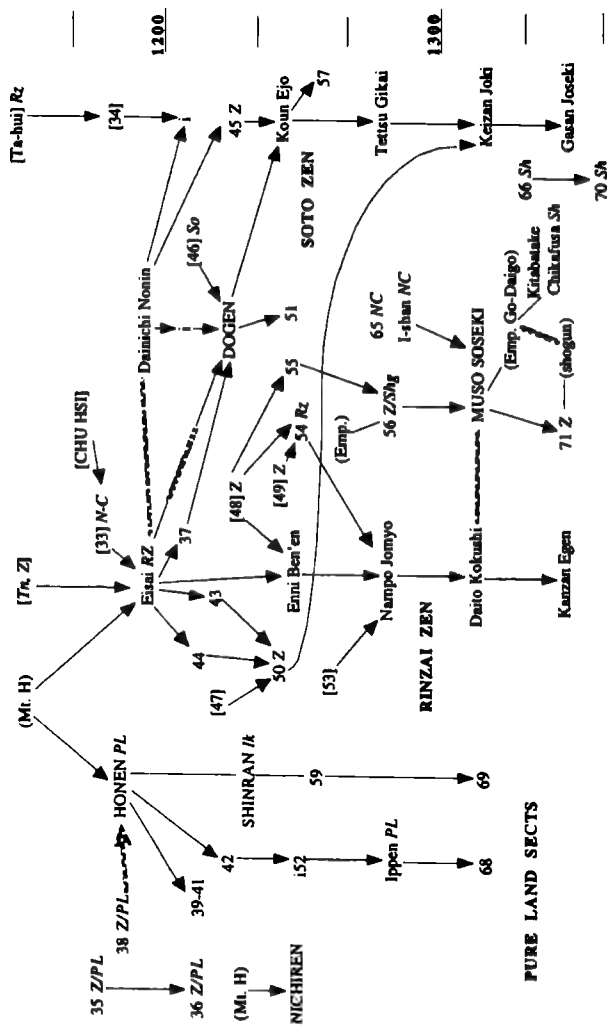 (Mt. H)
[Tn, Z]
[Ta-hui] Rz
35 Z/PL
38 Z/PL
HONEN PL
[33] N-C
[CHU HSI]
[34]
Eisai RZ
Dainichi Nonin
i
1200
36 Z/PL
39-41
44
43
37
42
[47]
[46] So
45 Z
(Mt. H)
DOGEN
NICHIREN
SHINRAN Ik
50 Z
[48] Z
i52
Enni Ben'en
[49] Z
51
Koun Ejo
59
54 Rz
55
57
SOTO ZEN
[53]
(Emp.)
Ippen PL
Nampo Jomyo
56 Z/Shg
65 NC
I-shan NC
Tettsu Gikai
RINZAI ZEN
1300
68
69
Daito Kokushi
MUSO SOSEKI
Keizan Joki
(Emp. Go-Daigo)
Kitabatake
Chikafusa Sh
66 Sh
PURE LAND SECTS
Kanzan Egen
71 Z
(shogun)
70 Sh
Gasan Joseki